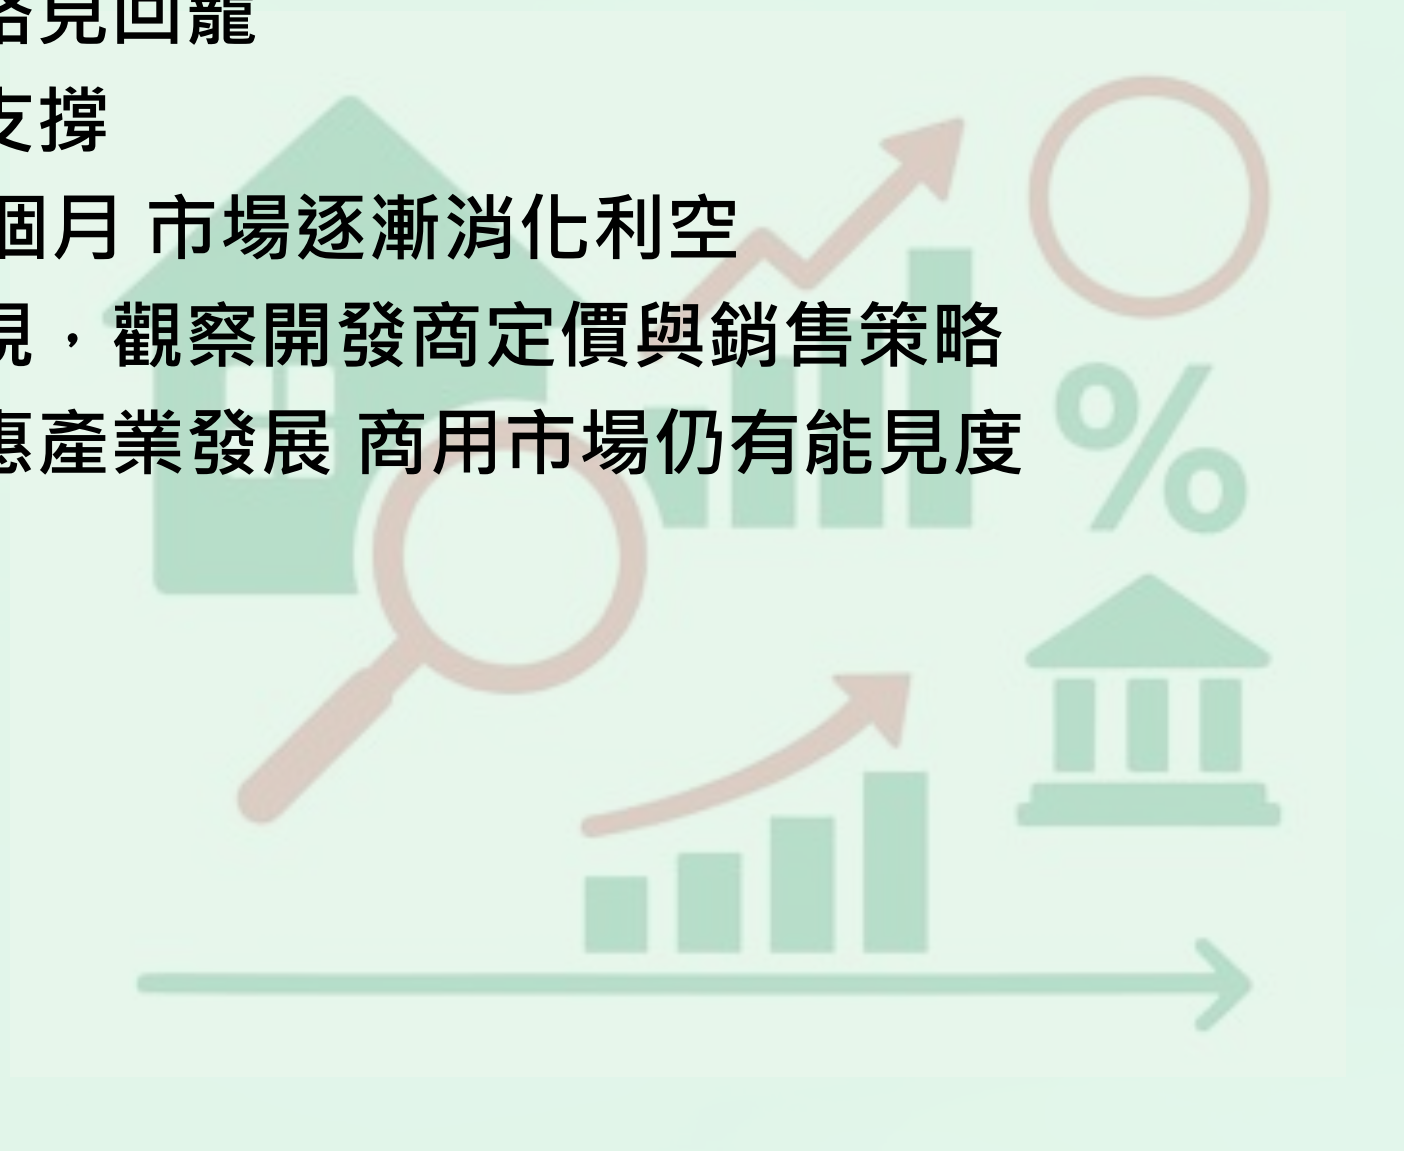 見回籠
支撐
個月 市場逐漸消化利空
現，觀察開發商定價與銷售策略
惠產業發展 商用市場仍有能見度
%